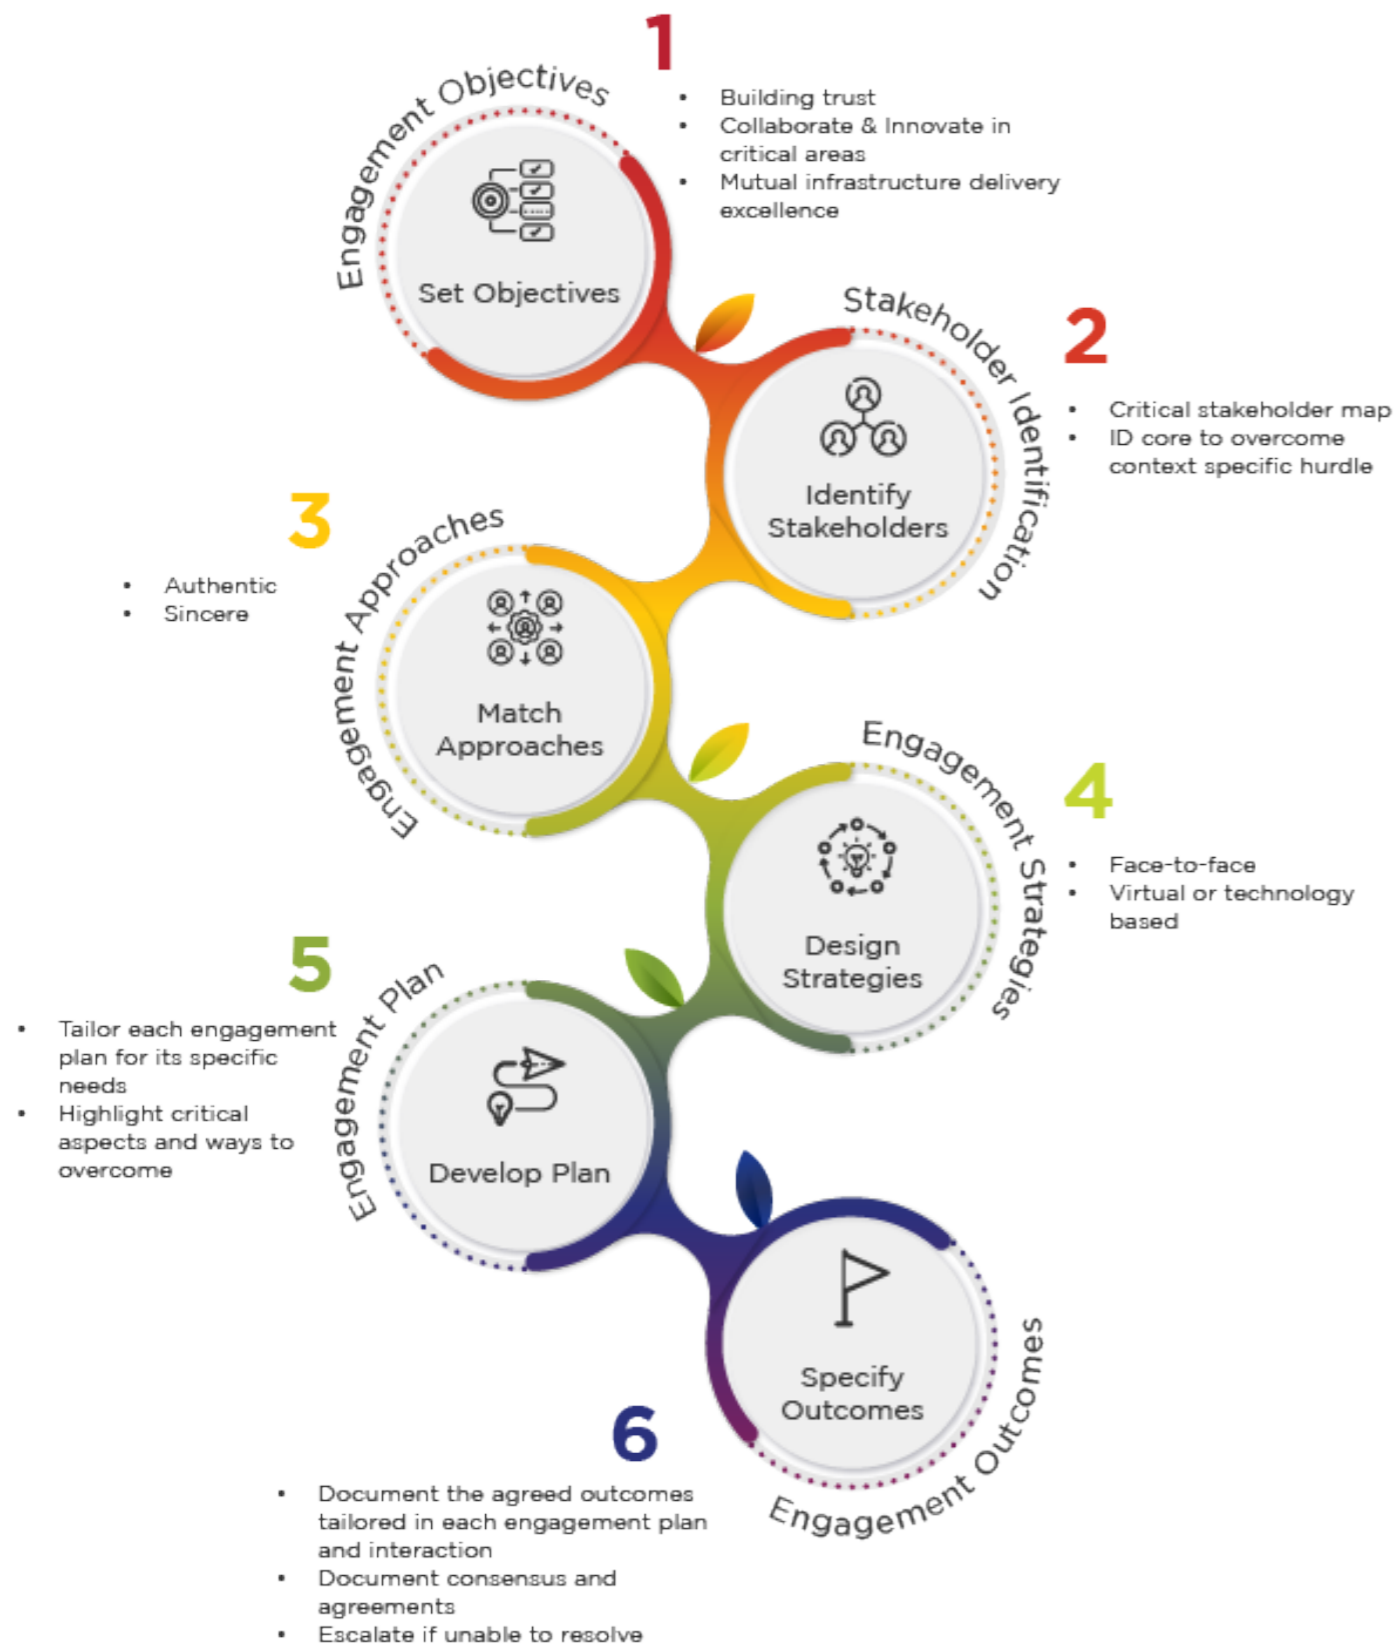 1
Engagement Objectives
Set Objectives
• Building trust
• Collaborate & Innovate in
critical areas
• Mutual infrastructure delivery
excellence
2
Stakeholder Identification
Identify
Stakeholders
• Critical stakeholder map
• ID core to overcome
context specific hurdle
3
Engagement Approaches
Match
Approaches
• Authentic
• Sincere
4
Engagement Strategies
Design
Strategies
• Face-to-face
• Virtual or technology
based
5
Engagement Plan
Develop Plan
• Tailor each engagement
plan for its specific
needs
• Highlight critical
aspects and ways to
overcome
6
Engagement Outcomes
Specify
Outcomes
• Document the agreed outcomes
tailored in each engagement plan
and interaction
• Document consensus and
agreements
• Escalate if unable to resolve